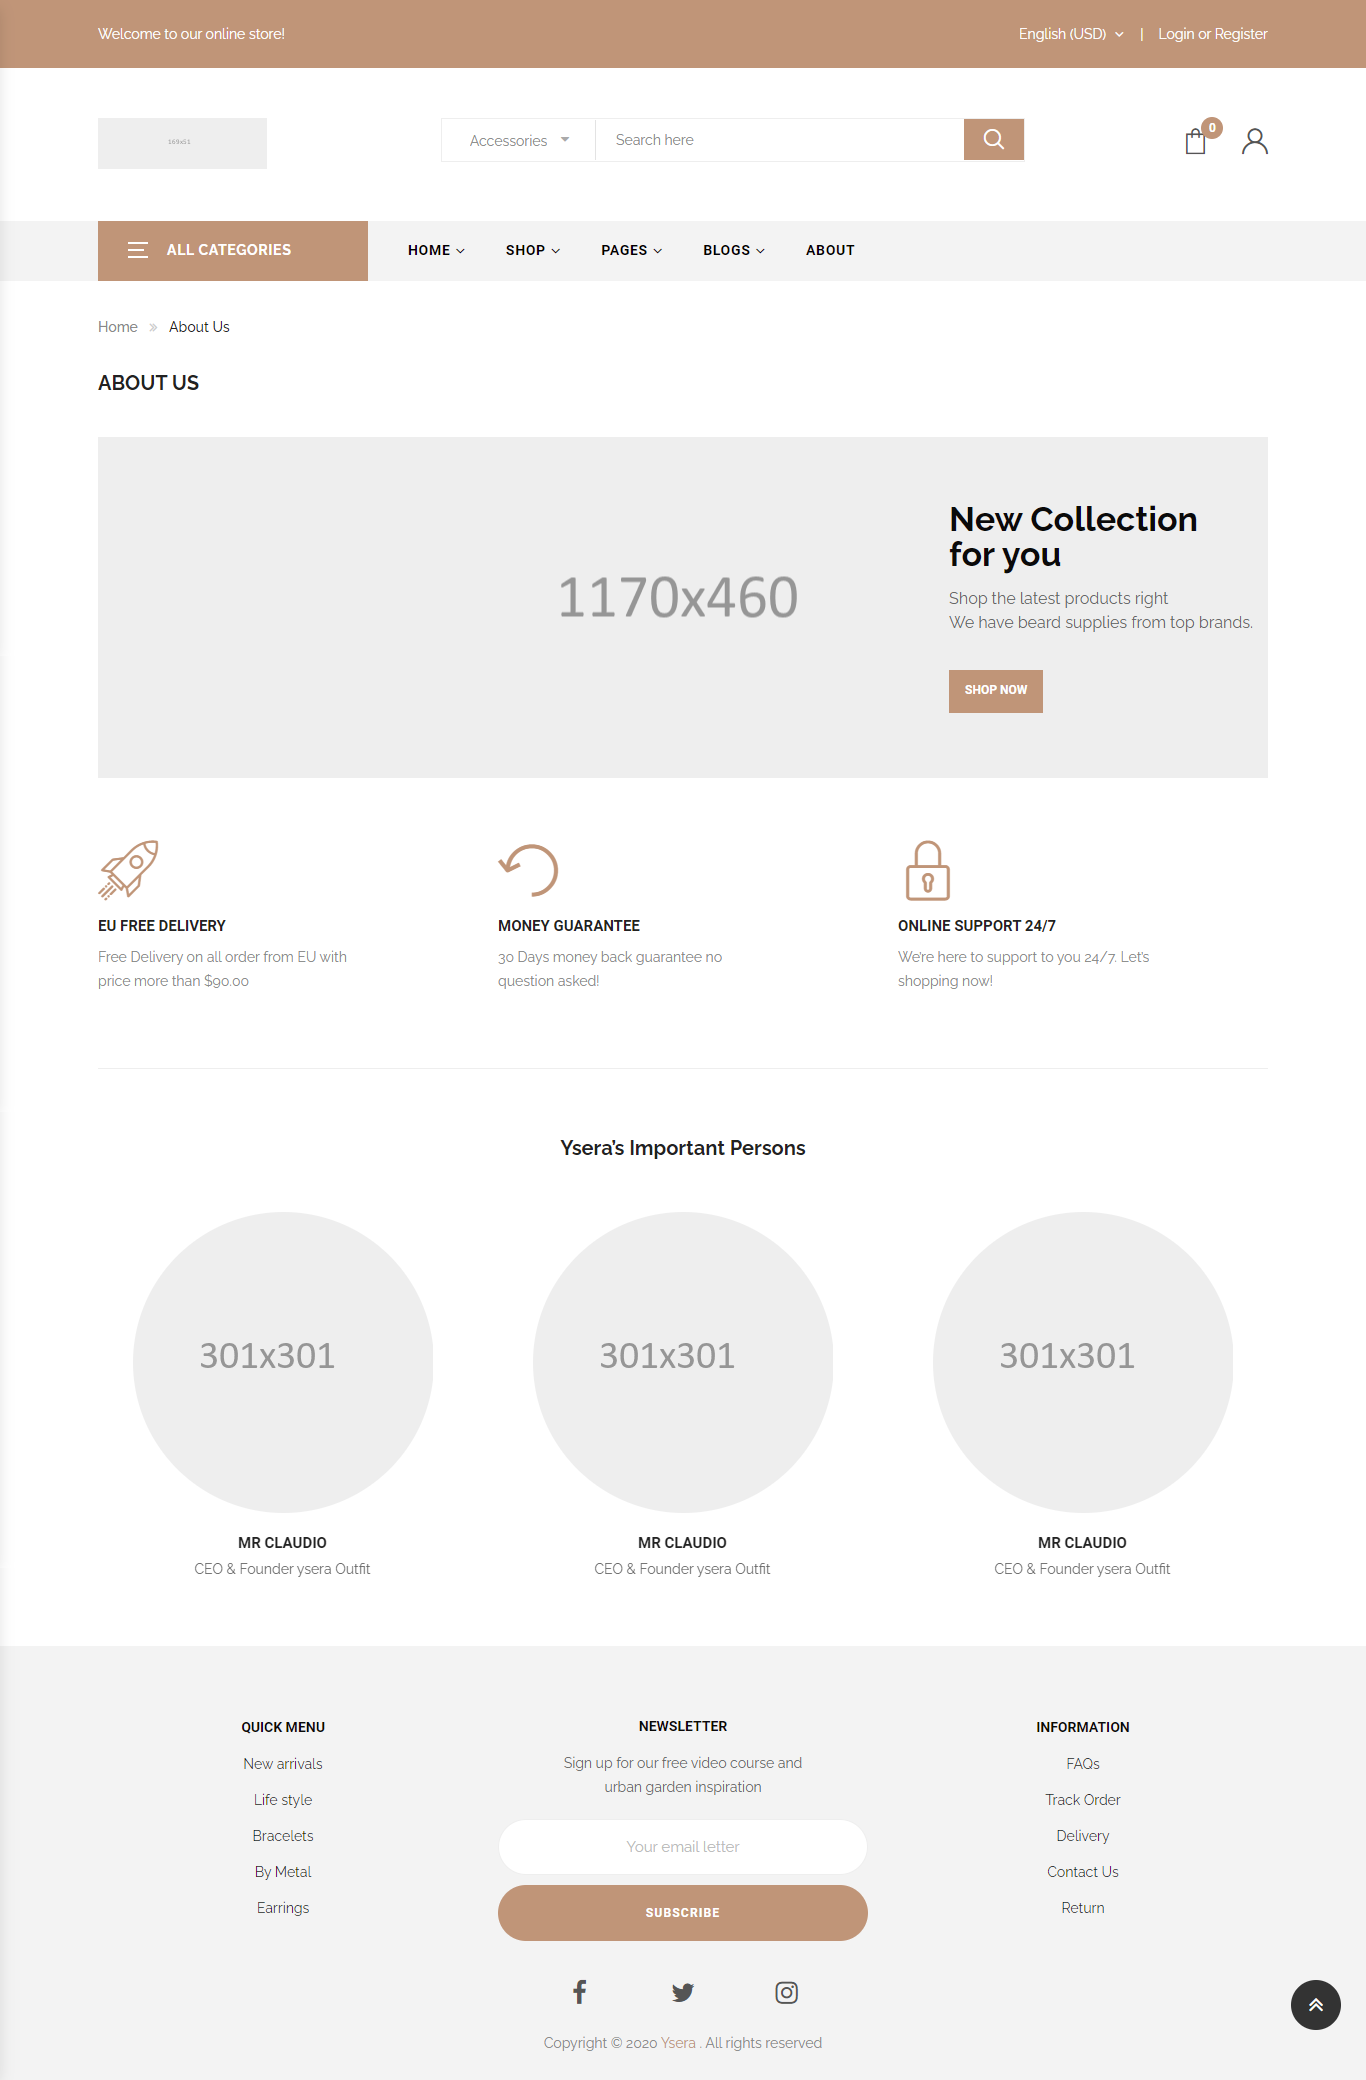 Welcome to our online store!
English (USD)
| Login or Register
169x51
Accessories
Search here
0
ALL CATEGORIES
HOME
SHOP
PAGES
BLOGS
ABOUT
Home » About Us
ABOUT US
1170x460
New Collection
for you
Shop the latest products right
We have beard supplies from top brands.
SHOP NOW
EU FREE DELIVERY
Free Delivery on all order from EU with
price more than $90.00
MONEY GUARANTEE
30 Days money back guarantee no
question asked!
ONLINE SUPPORT 24/7
We’re here to support to you 24/7. Let’s
shopping now!
Ysera’s Important Persons
301x301
301x301
301x301
MR CLAUDIO
CEO & Founder ysera Outfit
MR CLAUDIO
CEO & Founder ysera Outfit
MR CLAUDIO
CEO & Founder ysera Outfit
QUICK MENU
New arrivals
Life style
Bracelets
By Metal
Earrings
NEWSLETTER
Sign up for our free video course and
urban garden inspiration
Your email letter
SUBSCRIBE
INFORMATION
FAQs
Track Order
Delivery
Contact Us
Return
Copyright © 2020 Ysera . All rights reserved